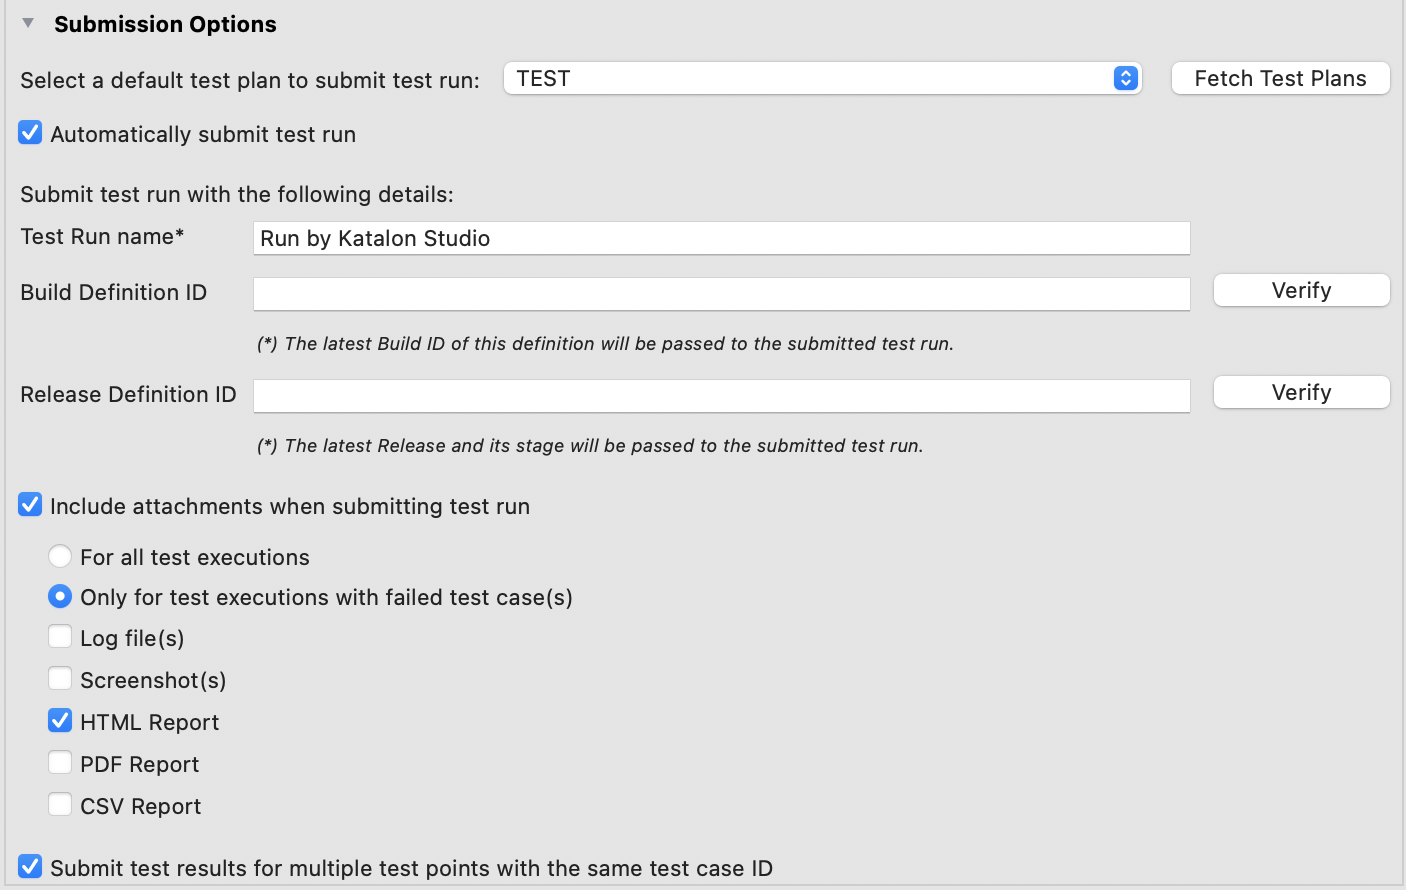 Submission Options
Select a default test plan to submit test run: TEST Fetch Test Plans
Automatically submit test run
Submit test run with the following details:
Test Run name* Run by Katalon Studio
Build Definition ID Verify
(*) The latest Build ID of this definition will be passed to the submitted test run.
Release Definition ID Verify
(*) The latest Release and its stage will be passed to the submitted test run.
Include attachments when submitting test run
For all test executions
Only for test executions with failed test case(s)
Log file(s)
Screenshot(s)
HTML Report
PDF Report
CSV Report
Submit test results for multiple test points with the same test case ID